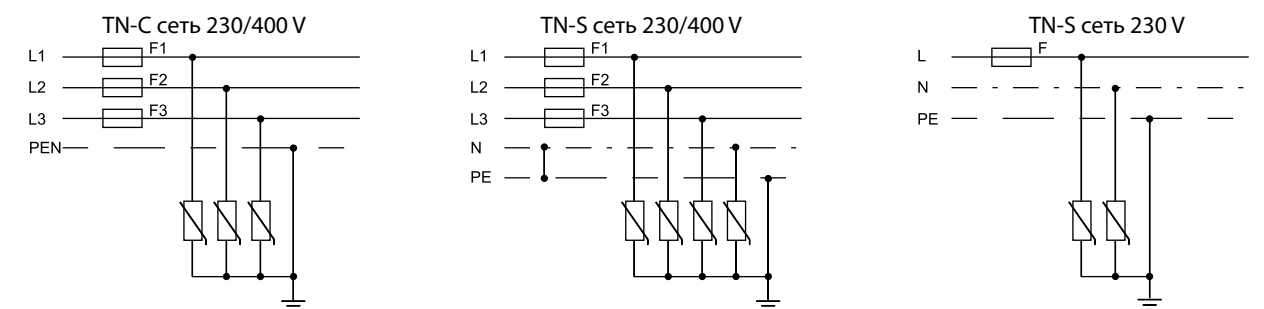 TN-C сеть 230/400 V
L1
F1
L2
F2
L3
F3
PEN
TN-S сеть 230/400 V
L1
F1
L2
F2
L3
F3
N
PE
TN-S сеть 230 V
L
F
N
PE